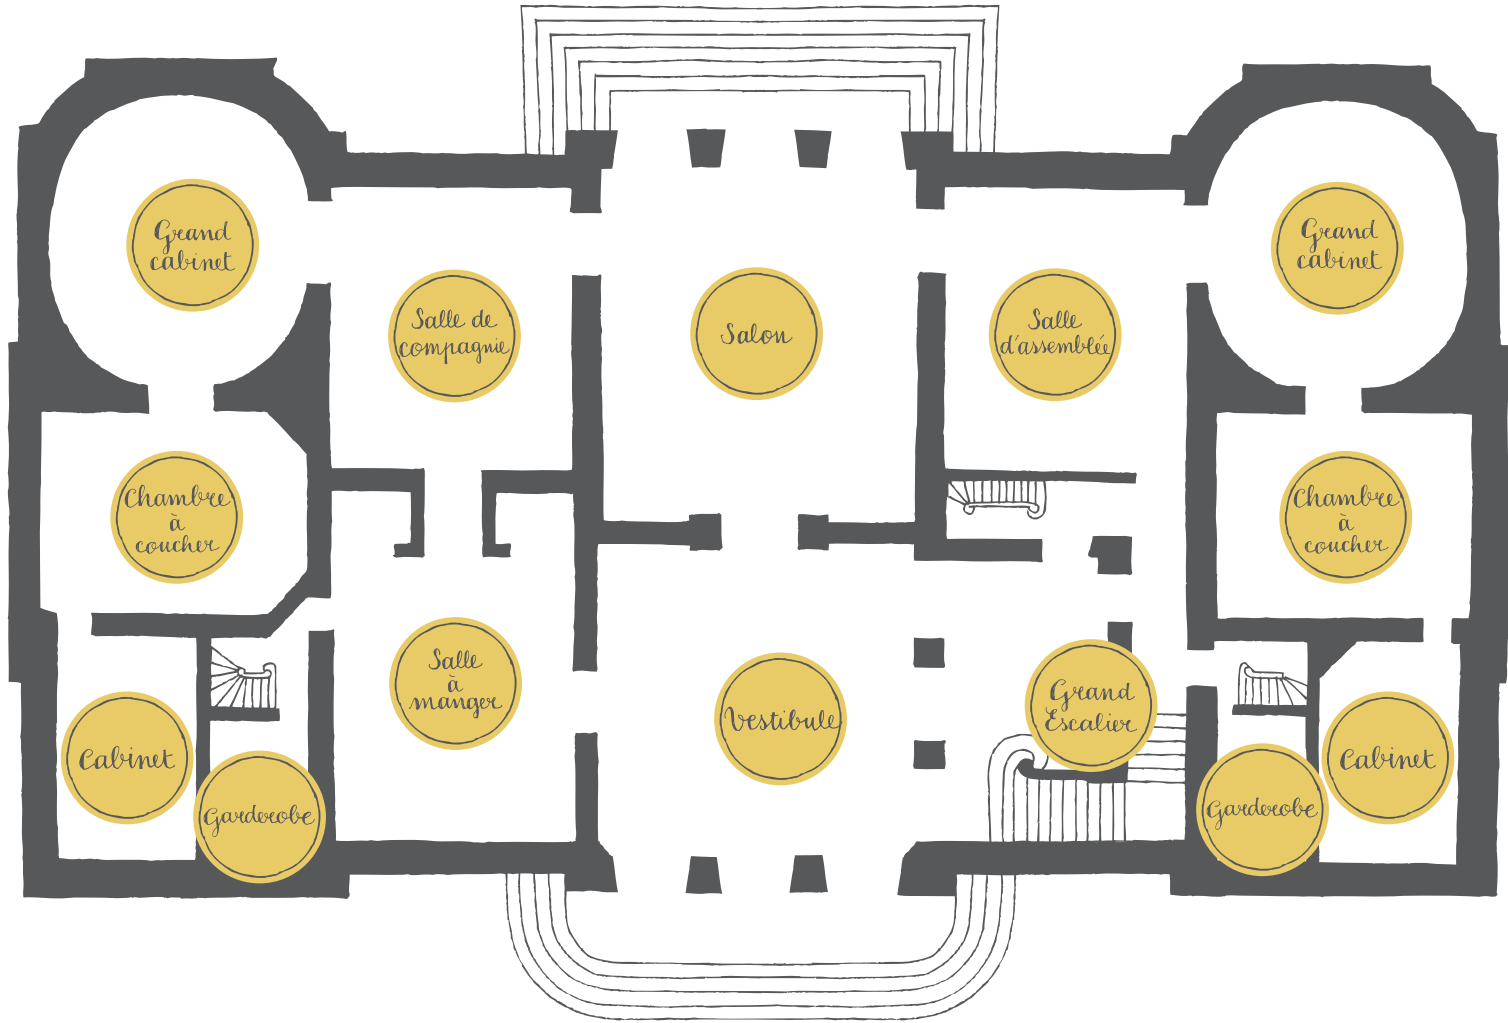 Grand
cabinet
Salle de
compagnie
Salon
Salle
d'assemblée
Grand
cabinet
Chambre
à
coucher
Chambre
à
coucher
Salle
à
manger
Vestibule
Grand
Escalier
Cabinet
Garderobe
Garderobe
Cabinet